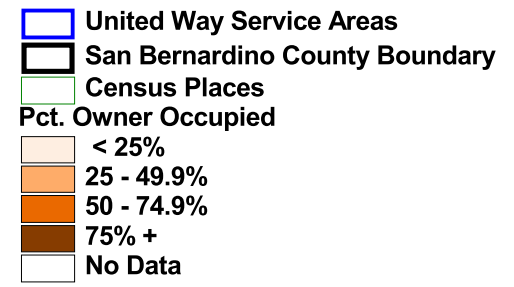 United Way Service Areas
San Bernardino County Boundary
Census Places
Pct. Owner Occupied
< 25%
25 - 49.9%
50 - 74.9%
75% +
No Data